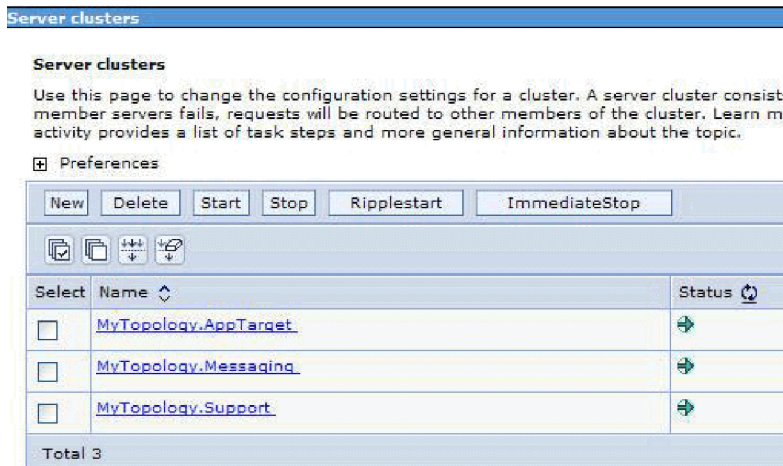 Server clusters
Server clusters
Use this page to change the configuration settings for a cluster. A server cluster consist
member servers fails, requests will be routed to other members of the cluster. Learn m
activity provides a list of task steps and more general information about the topic.
Preferences
New Delete Start Stop Ripplestart ImmediateStop
Select Name Status
MyTopology.AppTarget
MyTopology.Messaging
MyTopology.Support
Total 3